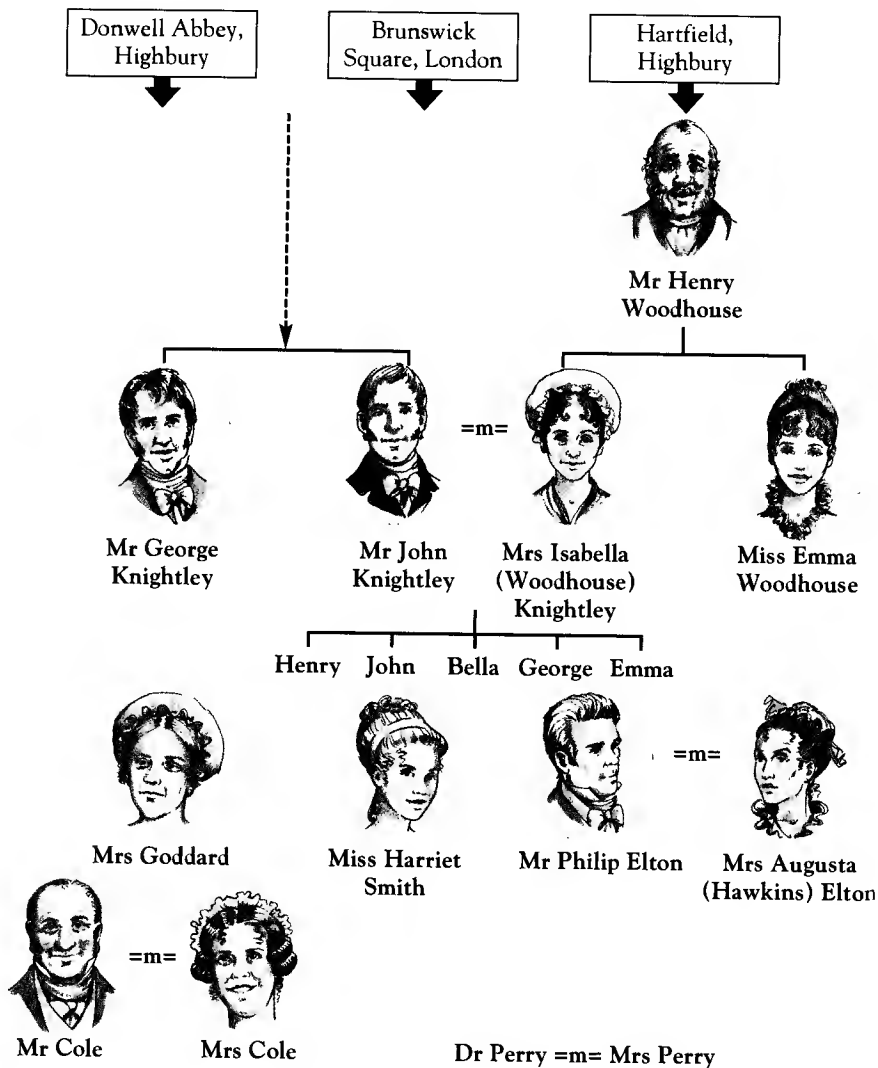 Donwell Abbey,
Highbury
Brunswick
Square, London
Hartfield,
Highbury
Mr Henry
Woodhouse
=m=
Mr George
Knightley
Mr John
Knightley
Mrs Isabella
(Woodhouse)
Knightley
Miss Emma
Woodhouse
Henry John Bella George Emma
=m=
Mrs Goddard
Miss Harriet
Smith
Mr Philip Elton
Mrs Augusta
(Hawkins) Elton
=m=
Mr Cole
Mrs Cole
Dr Perry =m= Mrs Perry